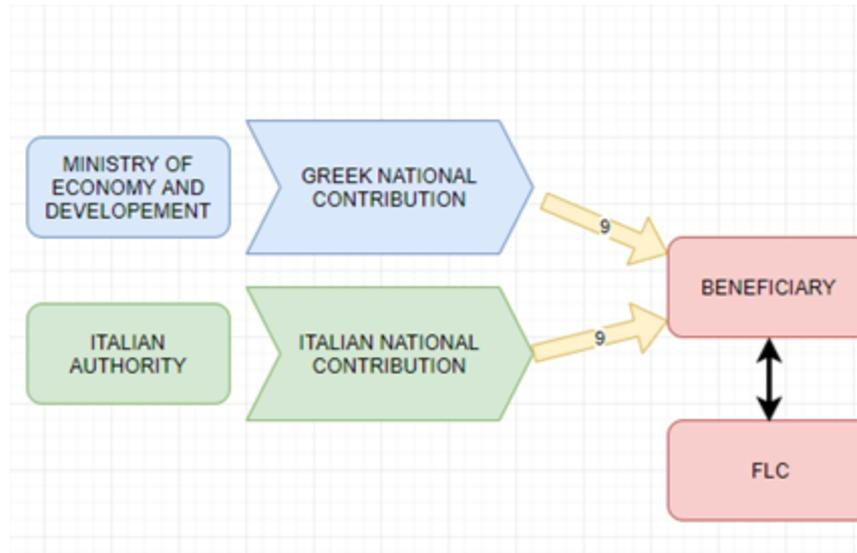 MINISTRY OF
ECONOMY AND
DEVELOPEMENT
GREEK NATIONAL
CONTRIBUTION
9
BENEFICIARY
ITALIAN
AUTHORITY
ITALIAN NATIONAL
CONTRIBUTION
9
FLC